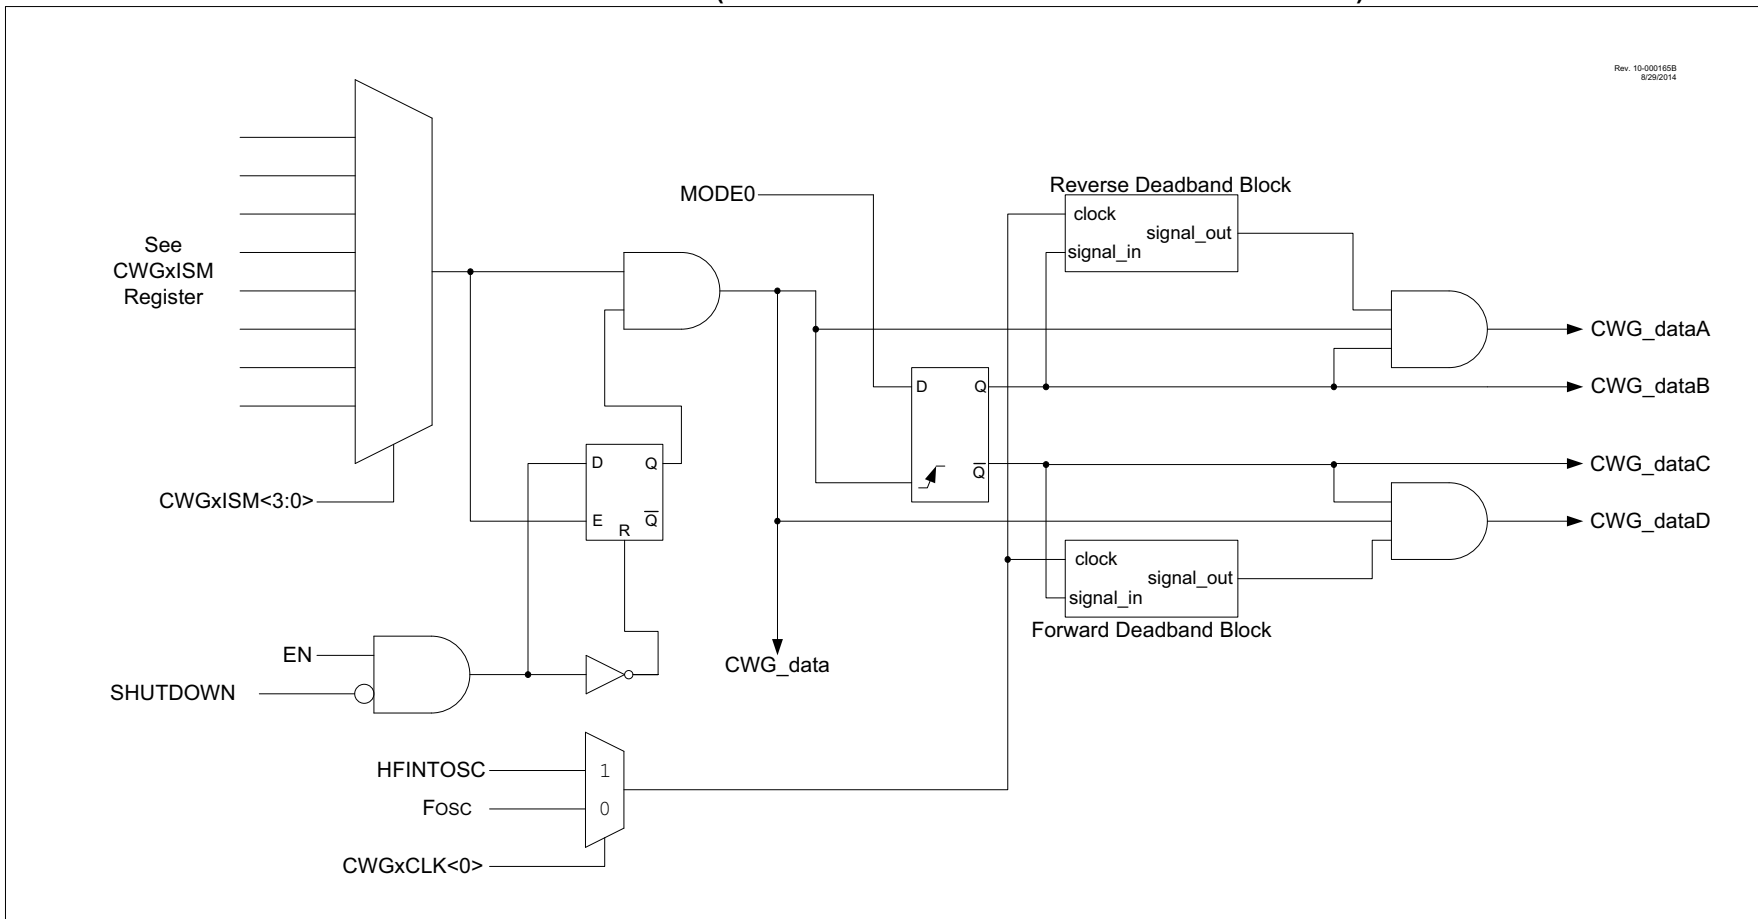 Rev. 10-000165B
8/29/2014
See
CWGxISM
Register
MODE0
Reverse Deadband Block
clock
signal_out
signal_in
CWG_dataA
D
Q
CWG_dataB
Q
CWG_dataC
D
Q
CWGxISM<3:0>
E
Q
R
CWG_dataD
clock
signal_out
signal_in
Forward Deadband Block
EN
CWG_data
SHUTDOWN
HFINTOSC
1
FOSC
0
CWGxCLK<0>